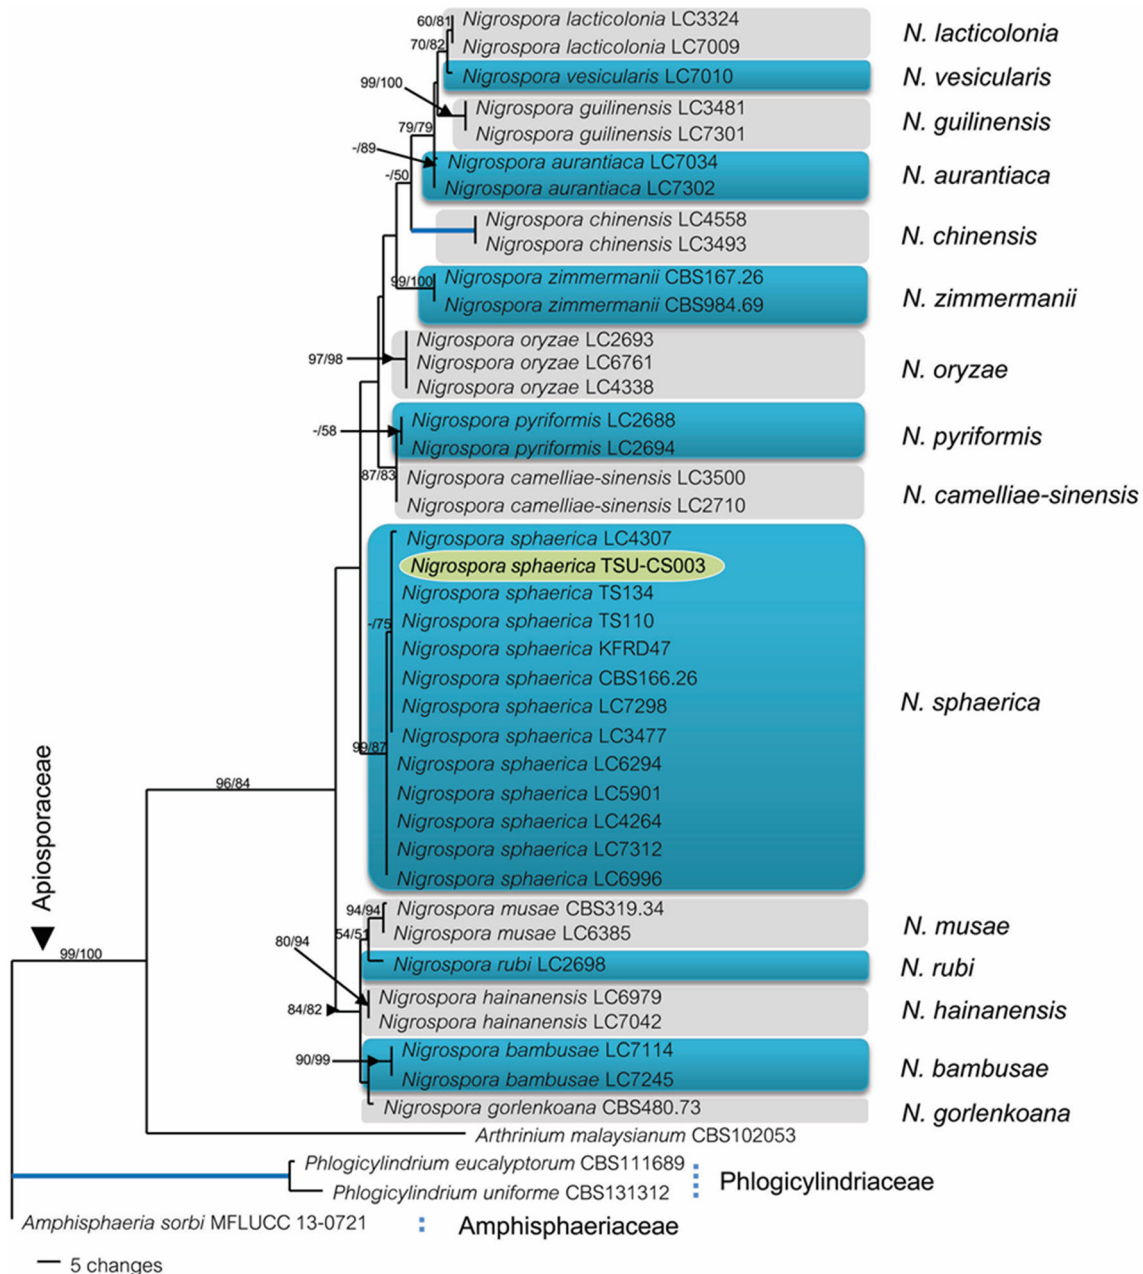 60/81
Nigrospora lacticolonia LC3324
N. lacticolonia
70/82
Nigrospora lacticolonia LC7009
Nigrospora vesicularis LC7010
N. vesicularis
99/100
Nigrospora guilinensis LC3481
N. guilinensis
Nigrospora guilinensis LC7301
79/79
-/89
Nigrospora aurantiaca LC7034
N. aurantiaca
-/50
Nigrospora aurantiaca LC7302
Nigrospora chinensis LC4558
N. chinensis
Nigrospora chinensis LC3493
99/100
Nigrospora zimmermanii CBS167.26
N. zimmermanii
Nigrospora zimmermanii CBS984.69
Nigrospora oryzae LC2693
97/98
Nigrospora oryzae LC6761
N. oryzae
Nigrospora oryzae LC4338
Nigrospora pyriformis LC2688
-/58
N. pyriformis
Nigrospora pyriformis LC2694
87/83
Nigrospora camelliae-sinensis LC3500
N. camelliae-sinensis
Nigrospora camelliae-sinensis LC2710
Nigrospora sphaerica LC4307
Nigrospora sphaerica TSU-CS003
Nigrospora sphaerica TS134
-/75
Nigrospora sphaerica TS110
Nigrospora sphaerica KFRD47
Nigrospora sphaerica CBS166.26
Nigrospora sphaerica LC7298
N. sphaerica
Nigrospora sphaerica LC3477
99/87
Nigrospora sphaerica LC6294
Nigrospora sphaerica LC5901
96/84
Nigrospora sphaerica LC4264
Nigrospora sphaerica LC7312
Nigrospora sphaerica LC6996
Apiosporaceae
94/94
Nigrospora musae CBS319.34
N. musae
54/51
Nigrospora musae LC6385
80/94
99/100
Nigrospora rubi LC2698
N. rubi
Nigrospora hainanensis LC6979
N. hainanensis
84/82
Nigrospora hainanensis LC7042
Nigrospora bambusae LC7114
90/99
N. bambusae
Nigrospora bambusae LC7245
Nigrospora gorlenkoana CBS480.73
N. gorlenkoana
Arthrinium malaysianum CBS102053
Phlogicylindrium eucalyptorum CBS111689
Phlogicylindriaceae
Phlogicylindrium uniforme CBS131312
Amphisphaeria sorbi MFLUCC 13-0721
Amphisphaeriaceae
5 changes